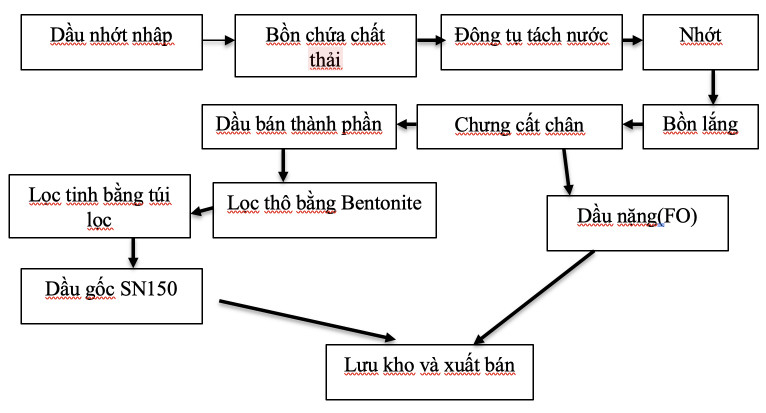 Dầu nhớt nhập
Bồn chứa chất
thải
Đông tụ tách nước
Nhớt
Bồn lắng
Chưng cất chân
Dầu bán thành phần
Lọc thô bằng Bentonite
Lọc tinh bằng túi
lọc
Dầu gốc SN150
Dầu nặng(FO)
Lưu kho và xuất bán